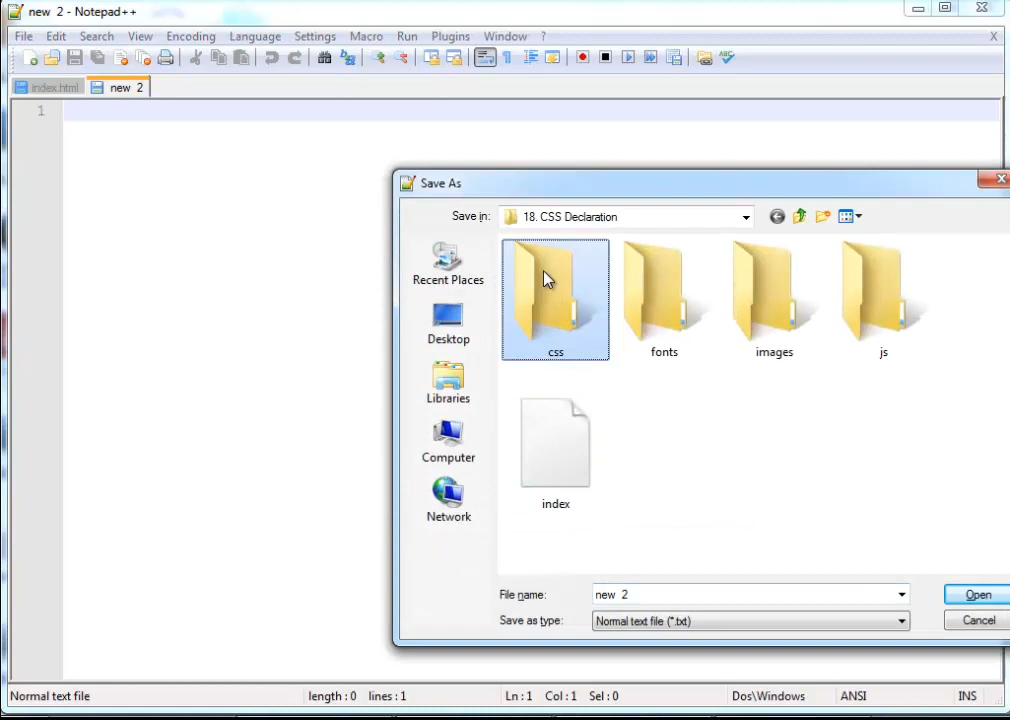 new  2 - Notepad++
File Edit Search View Encoding Language Settings Macro Run Plugins Window ? X
index.html new 2
1
Save As
Save in: 18. CSS Declaration
Recent Places
Desktop
Libraries
Computer
Network
css fonts images js
index
File name: new  2 Open
Save as type: Normal text file (*.txt) Cancel
Normal text file length : 0 lines : 1 Ln : 1 Col : 1 Sel : 0 Dos\Windows ANSI INS